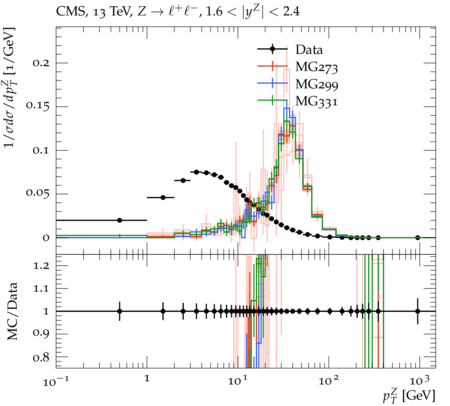 CMS, 13 TeV, Z → ℓ⁺ℓ⁻, 1.6 < |y^Z| < 2.4
1/σdσ/dp_T^Z [1/GeV]
Data
MG273
MG299
MG331
0.2
0.15
0.1
0.05
0
MC/Data
1.2
1.1
1
0.9
0.8
10⁻¹ 1 10¹ 10² 10³
p_T^Z [GeV]